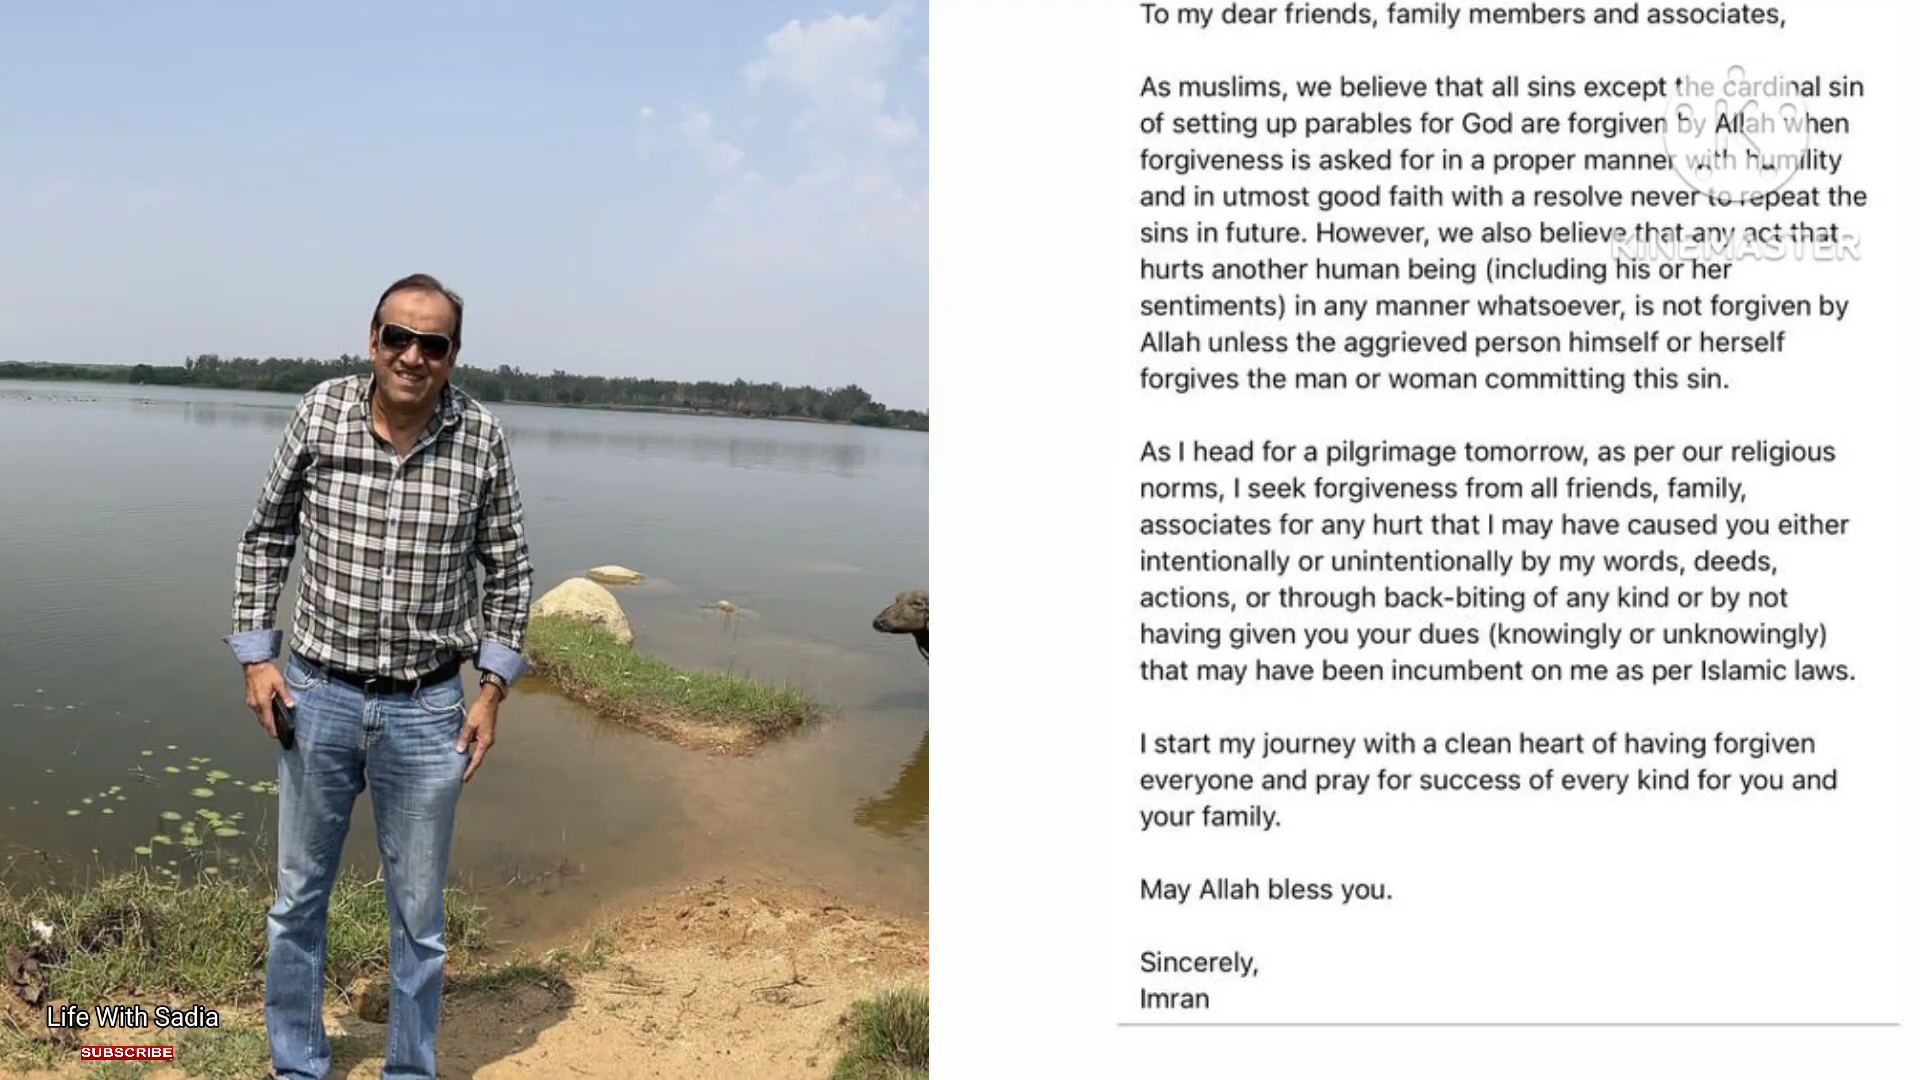 To my dear friends, family members and associates,
As muslims, we believe that all sins except the cardinal sin
of setting up parables for God are forgiven by Allah when
forgiveness is asked for in a proper manner with humility
and in utmost good faith with a resolve never to repeat the
sins in future. However, we also believe that any act that
hurts another human being (including his or her
sentiments) in any manner whatsoever, is not forgiven by
Allah unless the aggrieved person himself or herself
forgives the man or woman committing this sin.
As I head for a pilgrimage tomorrow, as per our religious
norms, I seek forgiveness from all friends, family,
associates for any hurt that I may have caused you either
intentionally or unintentionally by my words, deeds,
actions, or through back-biting of any kind or by not
having given you your dues (knowingly or unknowingly)
that may have been incumbent on me as per Islamic laws.
I start my journey with a clean heart of having forgiven
everyone and pray for success of every kind for you and
your family.
May Allah bless you.
Sincerely,
Imran
K
KINEMASTER
Life With Sadia
SUBSCRIBE